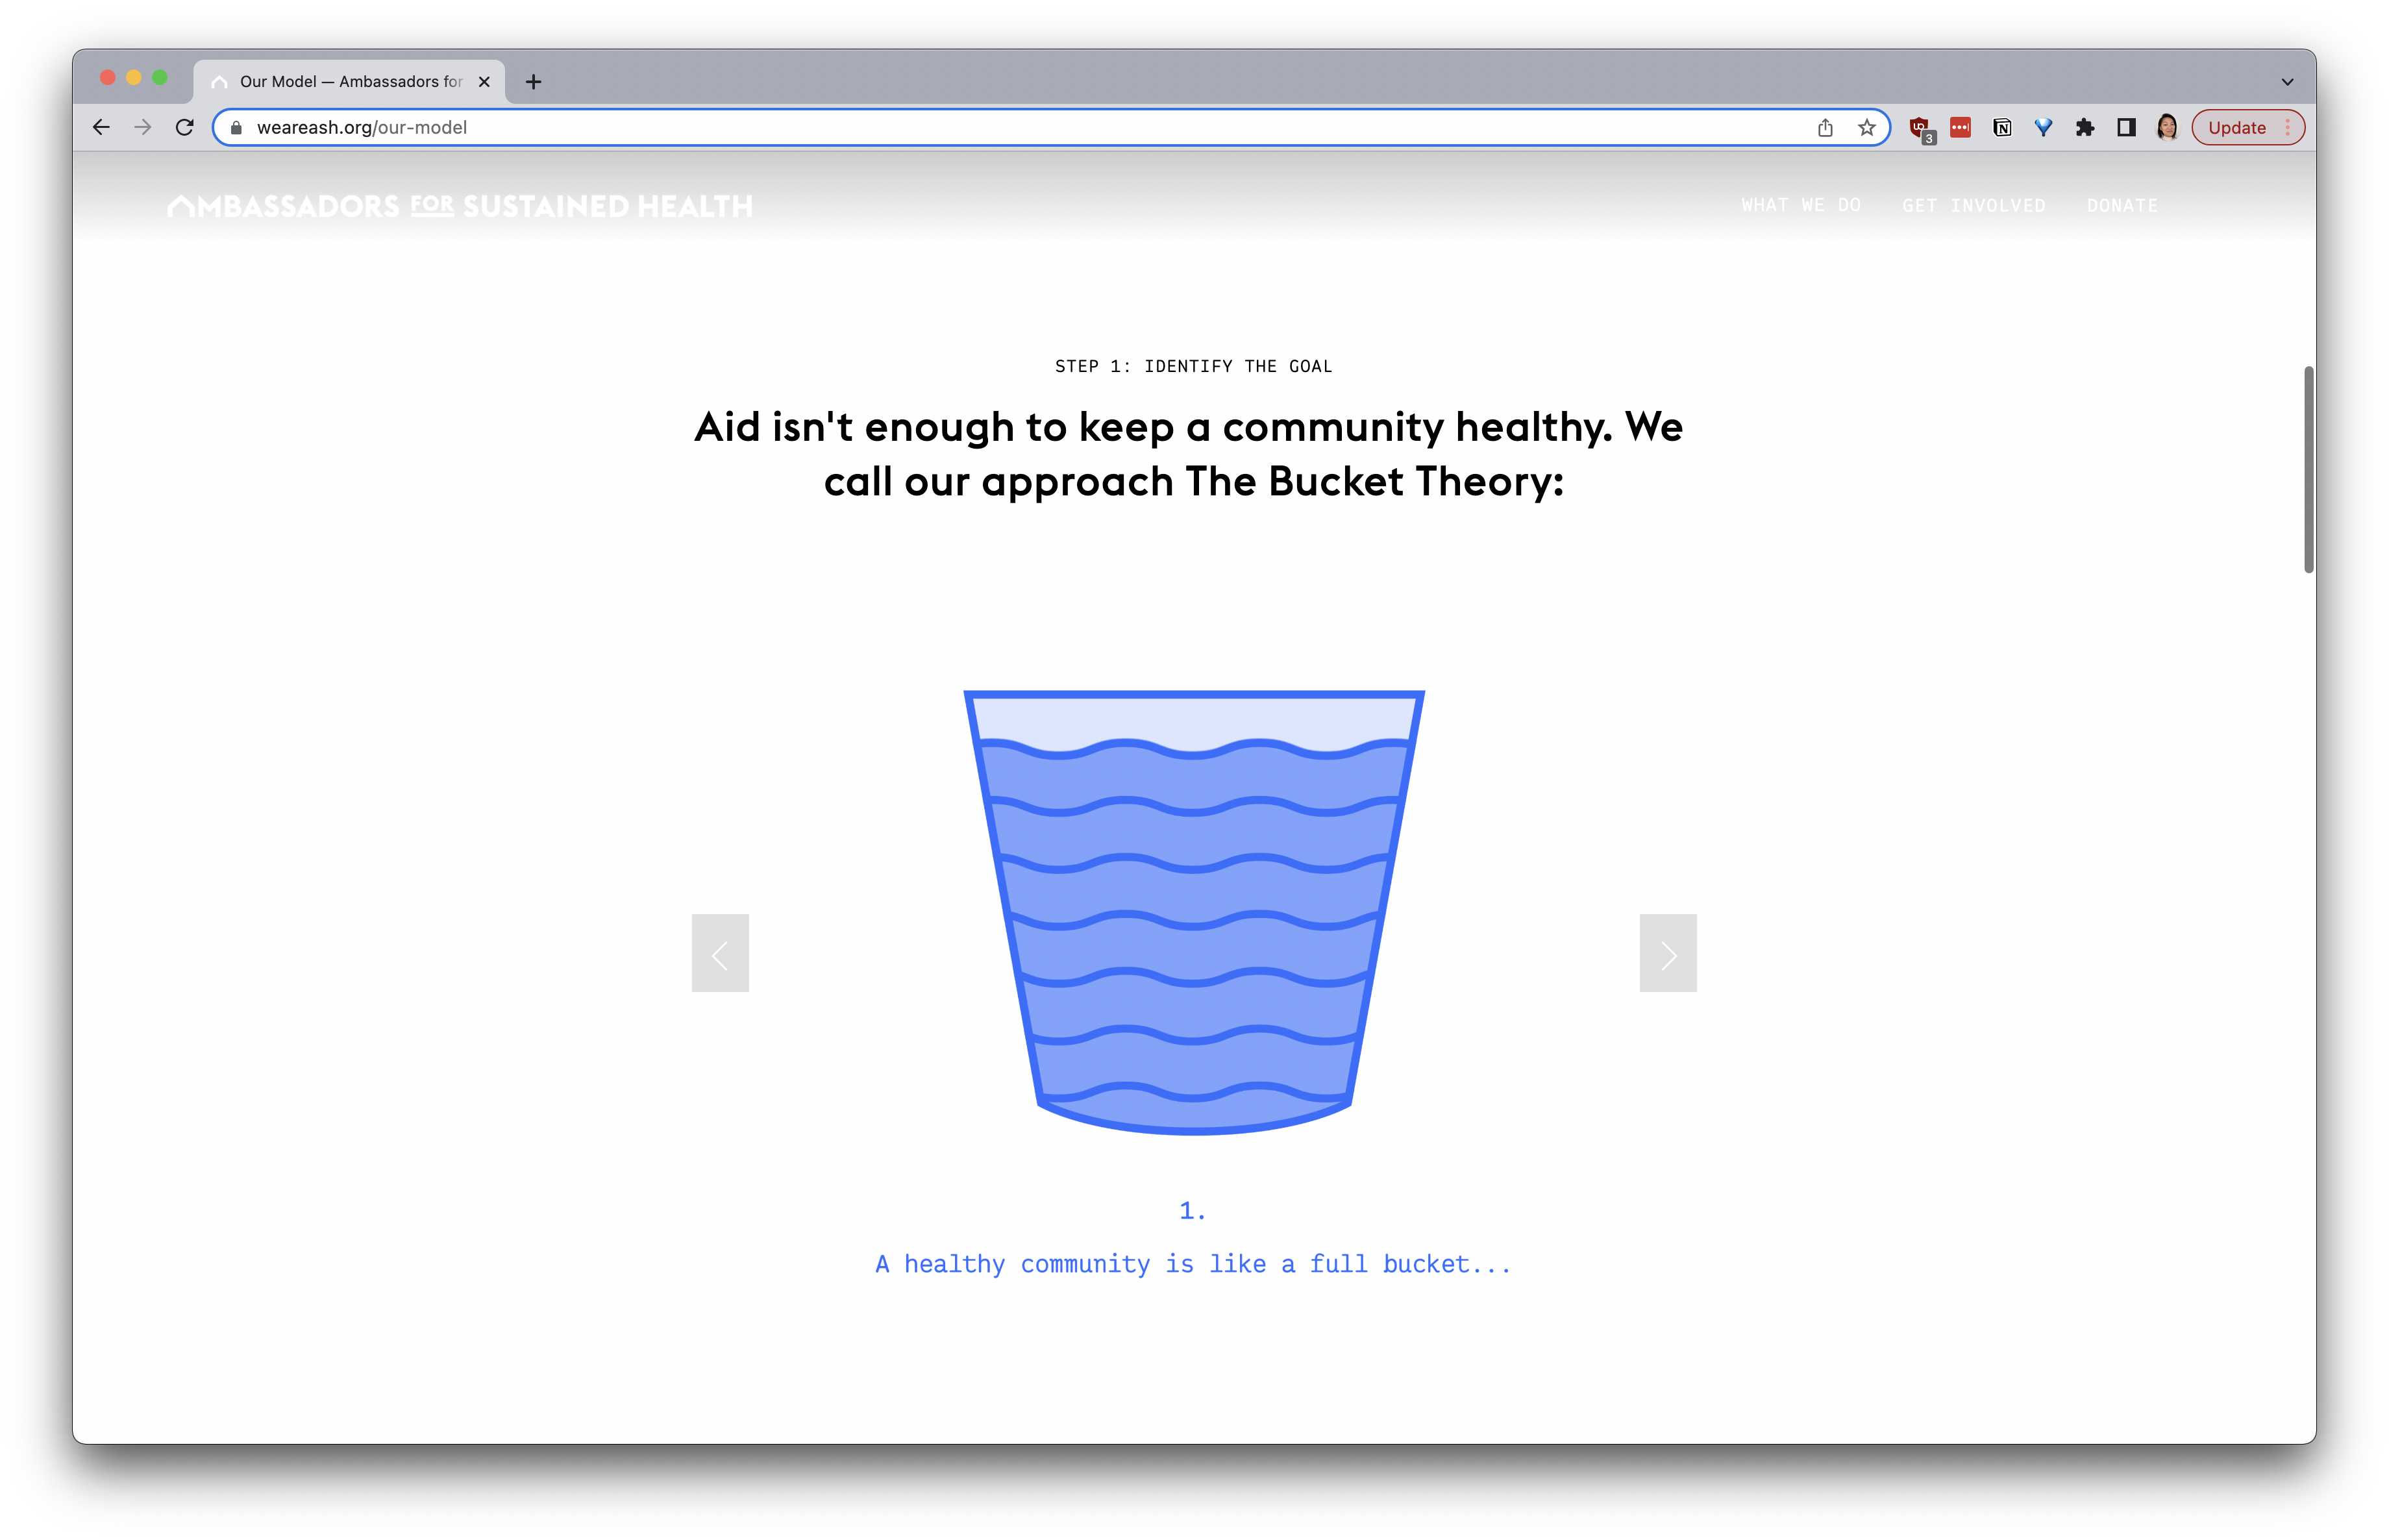 Our Model — Ambassadors for
weareash.org/our-model
3
Update
AMBASSADORS FOR SUSTAINED HEALTH
WHAT WE DO GET INVOLVED DONATE
STEP 1: IDENTIFY THE GOAL
Aid isn't enough to keep a community healthy. We
call our approach The Bucket Theory:
1.
A healthy community is like a full bucket...